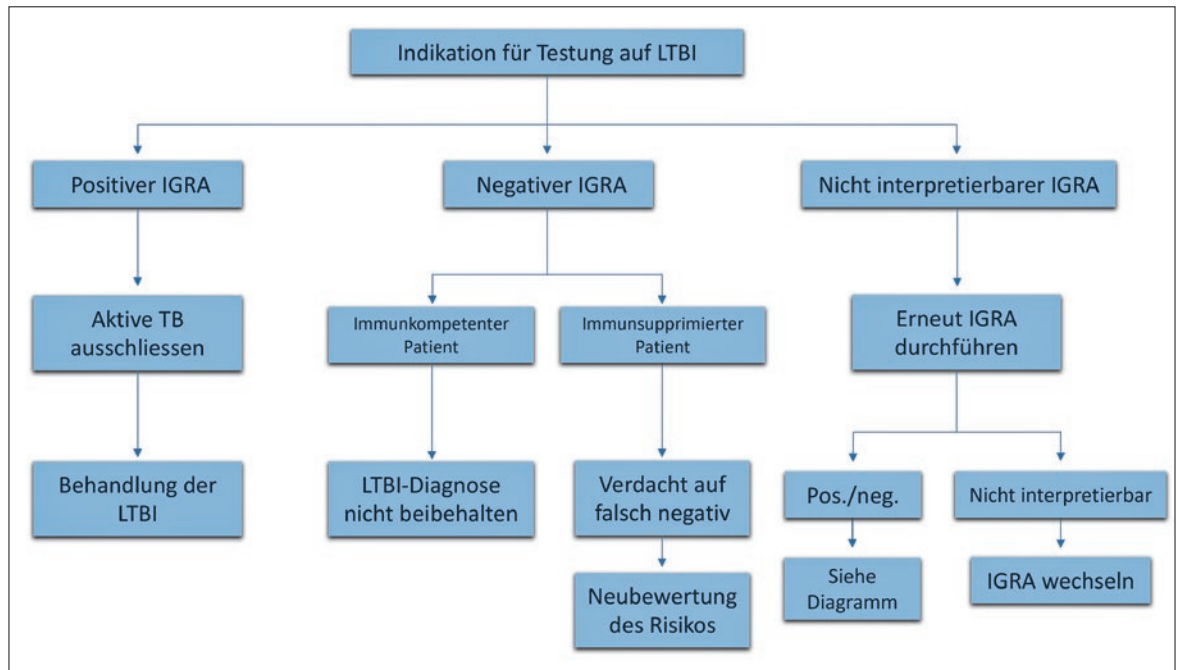 Indikation für Testung auf LTBI
Positiver IGRA
Negativer IGRA
Nicht interpretierbarer IGRA
Aktive TB
ausschliessen
Immunkompetenter
Patient
Immunsupprimierter
Patient
Erneut IGRA
durchführen
Behandlung der
LTBI
LTBI-Diagnose
nicht beibehalten
Verdacht auf
falsch negativ
Pos./neg.
Nicht interpretierbar
Neubewertung
des Risikos
Siehe
Diagramm
IGRA wechseln